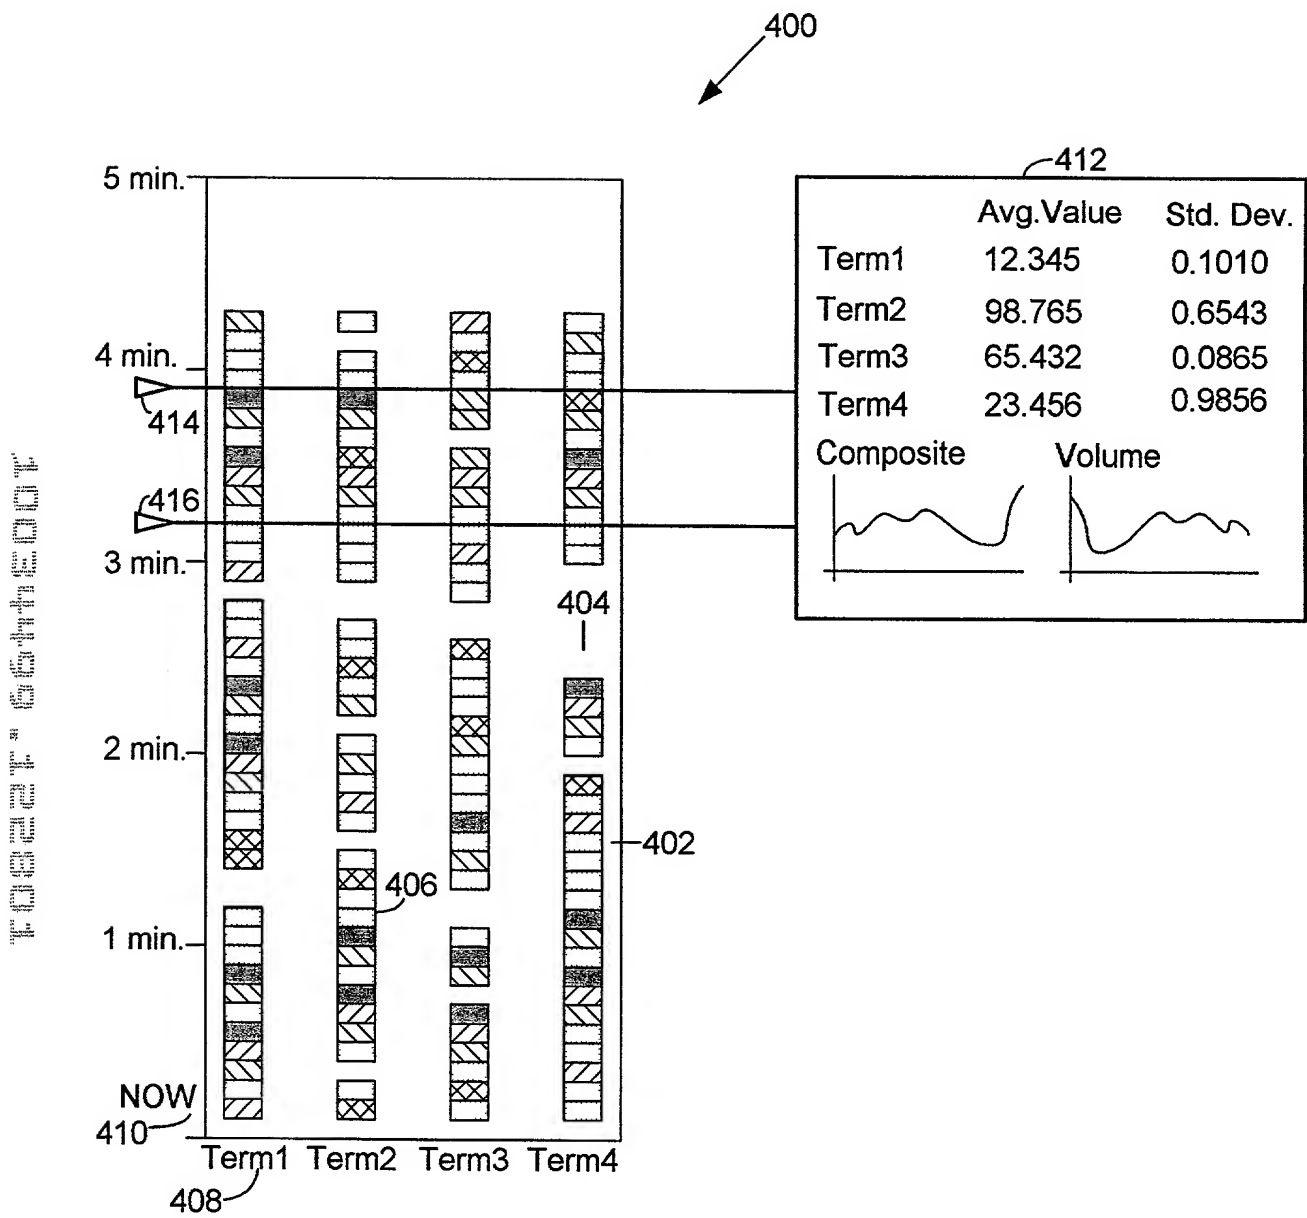 400
5 min.
412
Avg.Value Std. Dev.
Term1 12.345 0.1010
Term2 98.765 0.6543
Term3 65.432 0.0865
Term4 23.456 0.9856
Composite Volume
4 min.
414
416
3 min.
404
2 min.
402
406
1 min.
NOW
410
Term1 Term2 Term3 Term4
408